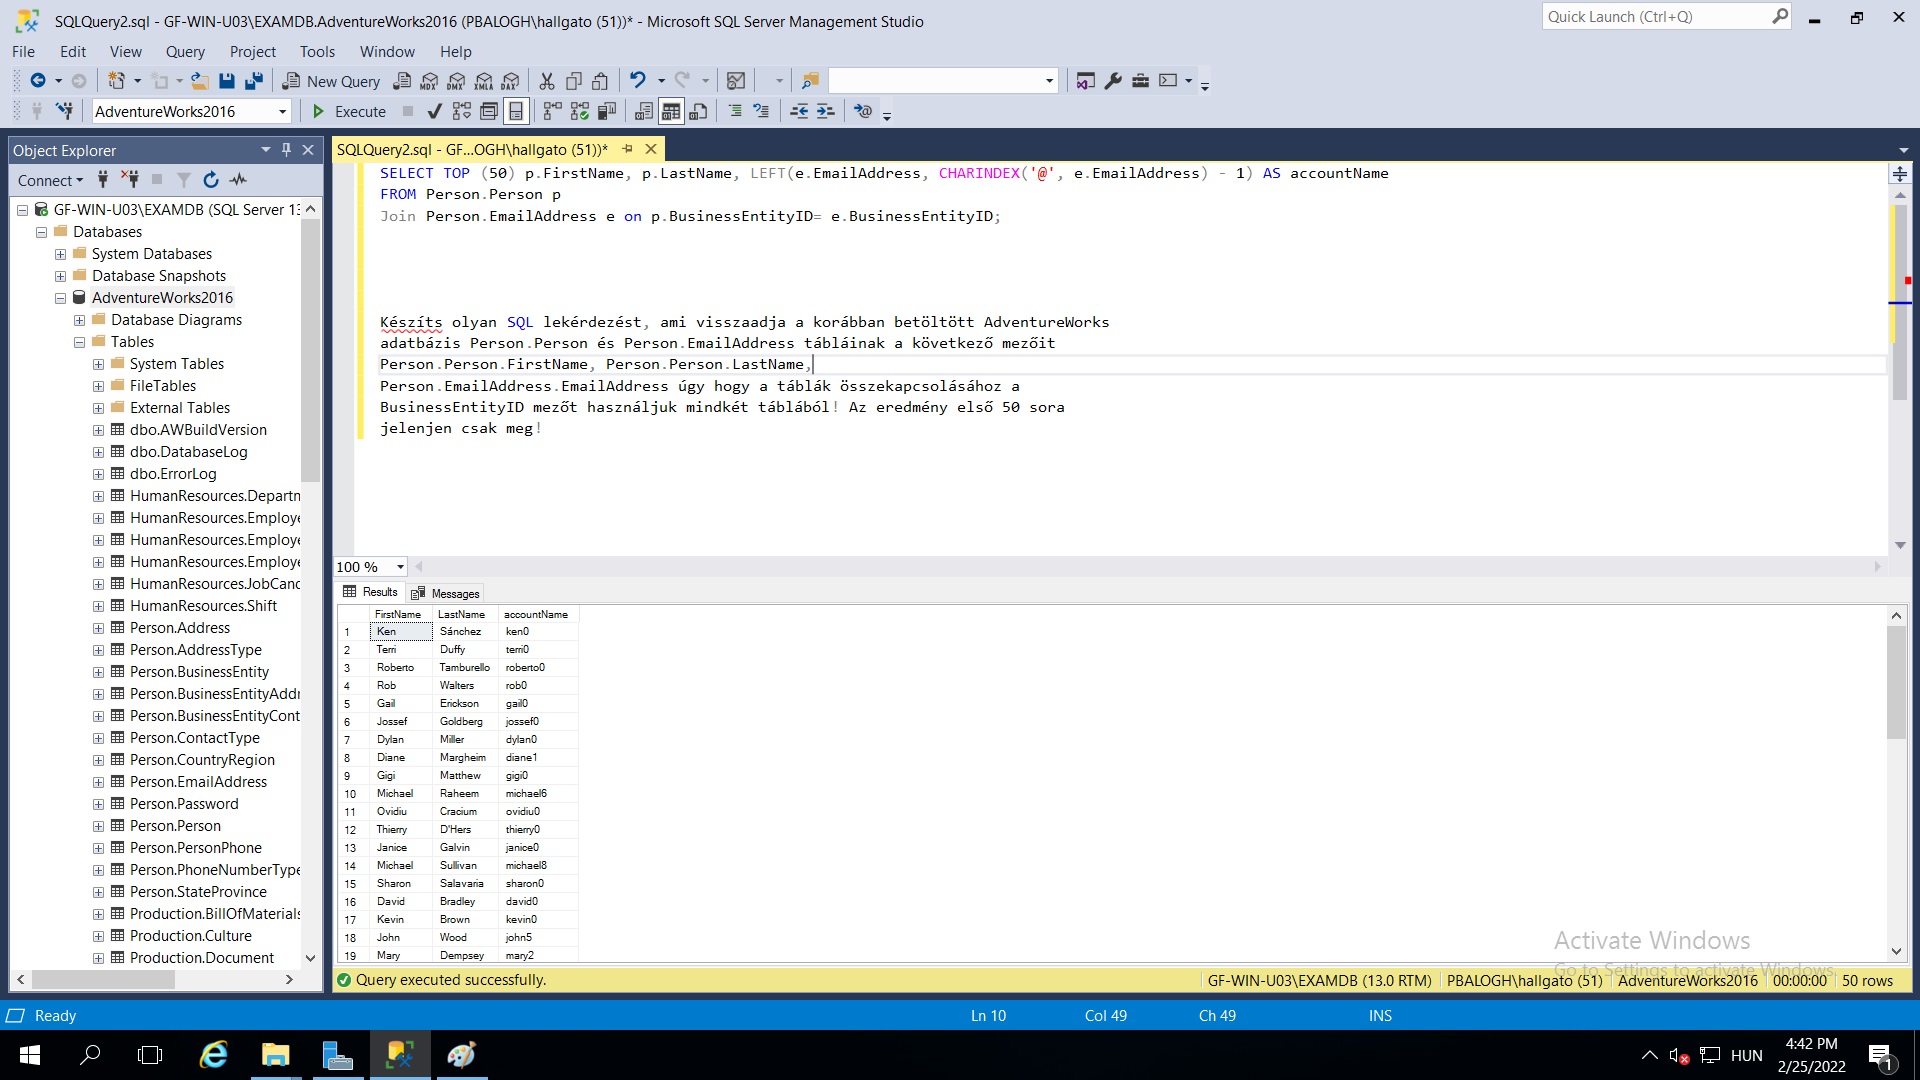 SQLQuery2.sql - GF-WIN-U03\EXAMDB.AdventureWorks2016 (PBALOGH\hallgato (51))* - Microsoft SQL Server Management Studio
Quick Launch (Ctrl+Q)
File Edit View Query Project Tools Window Help
New Query MDX DMX XMLA DAX
AdventureWorks2016 Execute
Object Explorer
Connect
GF-WIN-U03\EXAMDB (SQL Server 13
Databases
System Databases
Database Snapshots
AdventureWorks2016
Database Diagrams
Tables
System Tables
FileTables
External Tables
dbo.AWBuildVersion
dbo.DatabaseLog
dbo.ErrorLog
HumanResources.Departn
HumanResources.Employe
HumanResources.Employe
HumanResources.Employe
HumanResources.JobCanc
HumanResources.Shift
Person.Address
Person.AddressType
Person.BusinessEntity
Person.BusinessEntityAddr
Person.BusinessEntityCont
Person.ContactType
Person.CountryRegion
Person.EmailAddress
Person.Password
Person.Person
Person.PersonPhone
Person.PhoneNumberType
Person.StateProvince
Production.BillOfMaterials
Production.Culture
Production.Document
SQLQuery2.sql - GF...OGH\hallgato (51))*
SELECT TOP (50) p.FirstName, p.LastName, LEFT(e.EmailAddress, CHARINDEX('@', e.EmailAddress) - 1) AS accountName
FROM Person.Person p
Join Person.EmailAddress e on p.BusinessEntityID= e.BusinessEntityID;
Készíts olyan SQL lekérdezést, ami visszaadja a korábban betöltött AdventureWorks
adatbázis Person.Person és Person.EmailAddress tábláinak a következő mezőit
Person.Person.FirstName, Person.Person.LastName,
Person.EmailAddress.EmailAddress úgy hogy a táblák összekapcsolásához a
BusinessEntityID mezőt használjuk mindkét táblából! Az eredmény első 50 sora
jelenjen csak meg!
100 %
Results Messages
FirstName LastName accountName
1 Ken Sánchez ken0
2 Terri Duffy terri0
3 Roberto Tamburello roberto0
4 Rob Walters rob0
5 Gail Erickson gail0
6 Jossef Goldberg jossef0
7 Dylan Miller dylan0
8 Diane Margheim diane1
9 Gigi Matthew gigi0
10 Michael Raheem michael6
11 Ovidiu Cracium ovidiu0
12 Thierry D'Hers thierry0
13 Janice Galvin janice0
14 Michael Sullivan michael8
15 Sharon Salavaria sharon0
16 David Bradley david0
17 Kevin Brown kevin0
18 John Wood john5
19 Mary Dempsey mary2
Activate Windows
Go to Settings to activate Windows.
Query executed successfully.
GF-WIN-U03\EXAMDB (13.0 RTM) PBALOGH\hallgato (51) AdventureWorks2016 00:00:00 50 rows
Ready Ln 10 Col 49 Ch 49 INS
HUN
4:42 PM
2/25/2022
1